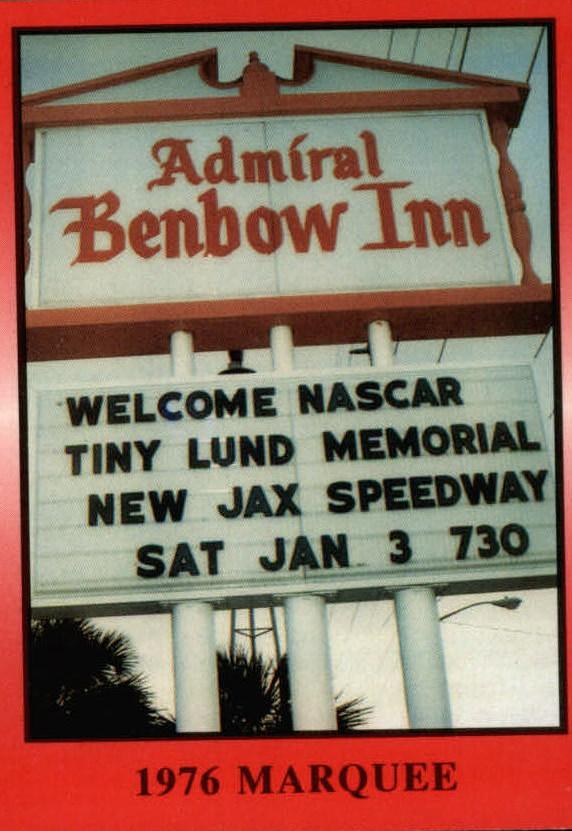 Admiral
Benbow Inn
WELCOME NASCAR
TINY LUND MEMORIAL
NEW JAX SPEEDWAY
SAT JAN 3 730
1976 MARQUEE